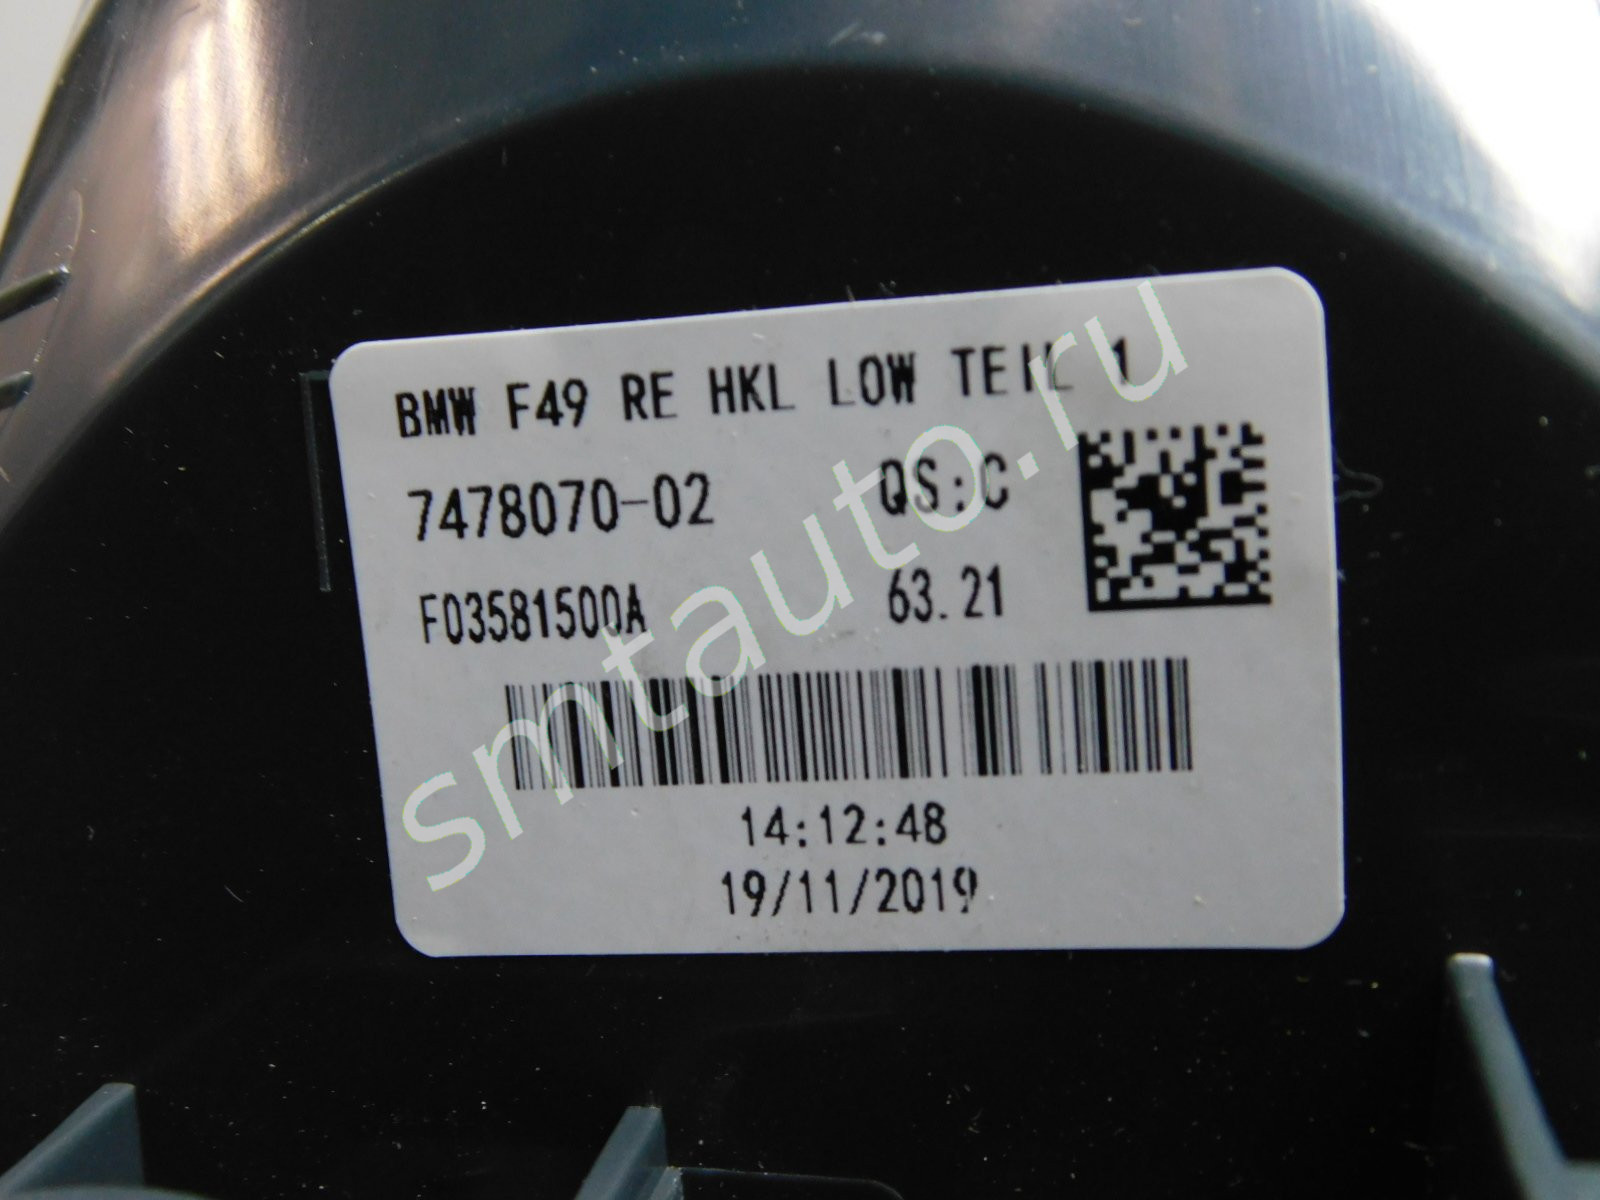 BMW F49 RE HKL LOW TEIL 1
7478070-02 QS:C
F03581500A 63.21
14:12:48
19/11/2019
smtauto.ru